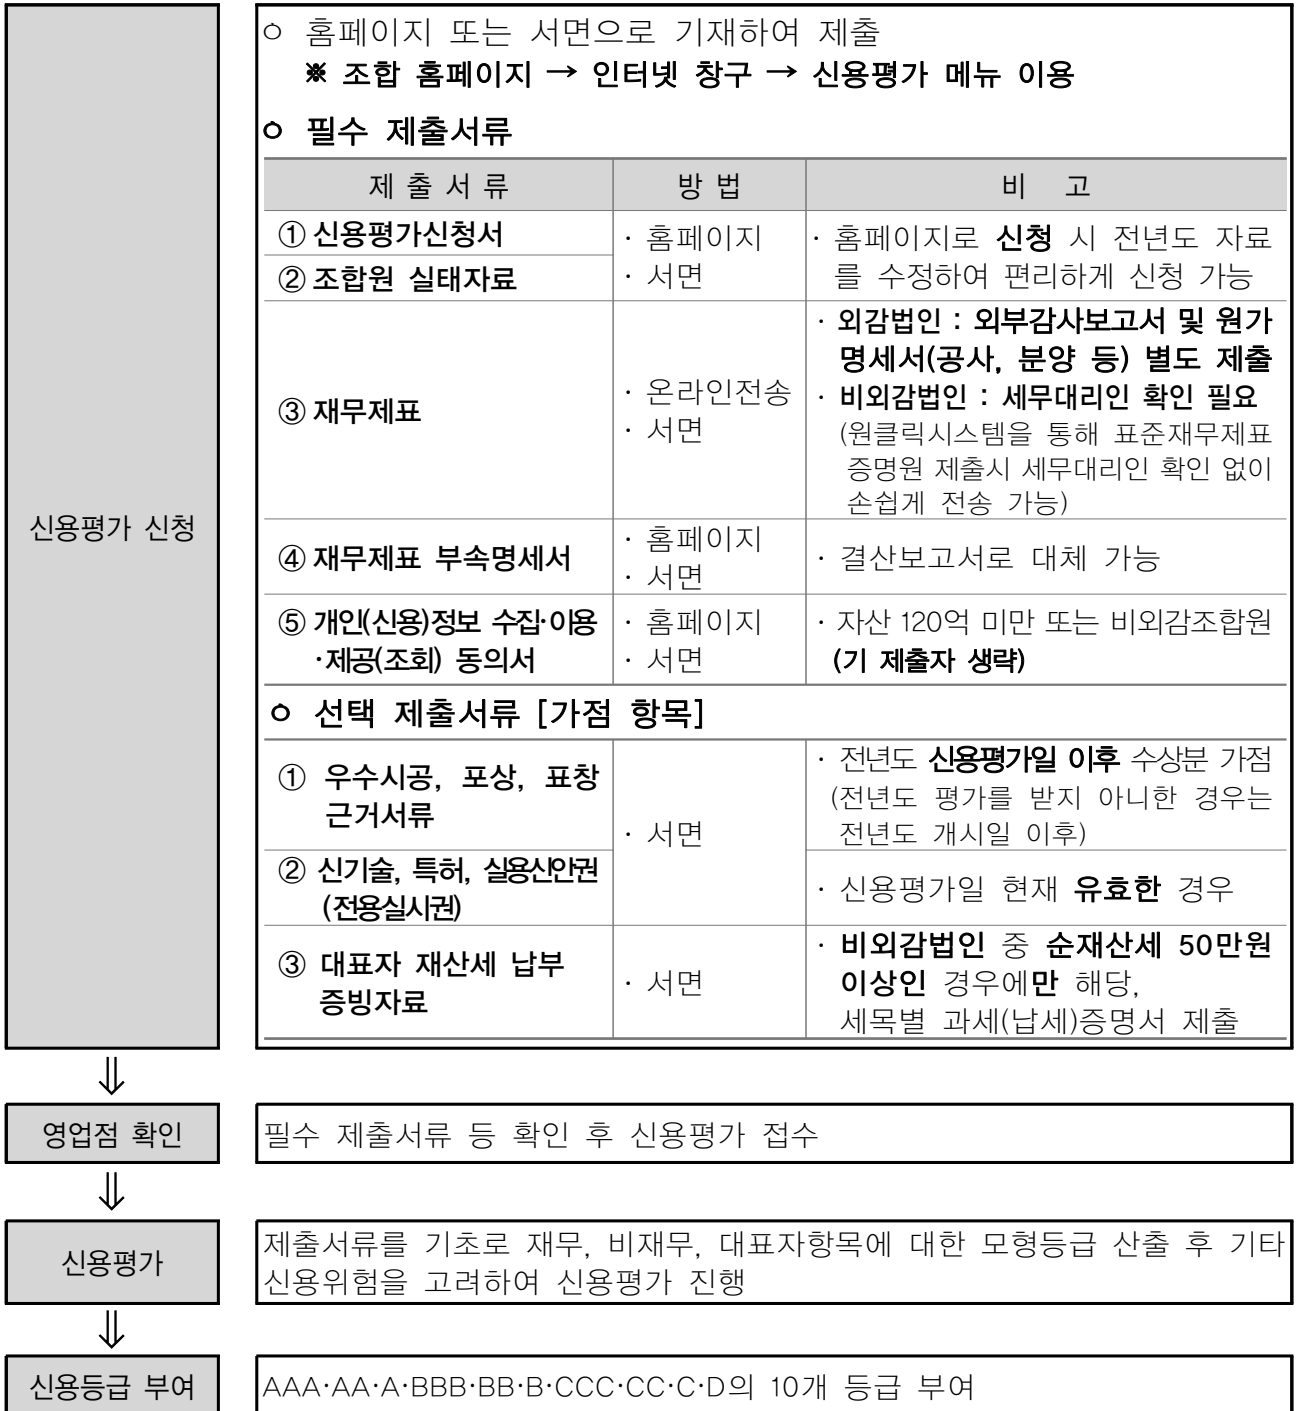 신용평가 신청
ㅇ 홈페이지 또는 서면으로 기재하여 제출
※ 조합 홈페이지 → 인터넷 창구 → 신용평가 메뉴 이용
ㅇ 필수 제출서류
제 출 서 류
방 법
비 고
① 신용평가신청서
② 조합원 실태자료
· 홈페이지
· 서면
· 홈페이지로 신청 시 전년도 자료
를 수정하여 편리하게 신청 가능
③ 재무제표
· 온라인전송
· 서면
· 외감법인 : 외부감사보고서 및 원가
명세서(공사, 분양 등) 별도 제출
· 비외감법인 : 세무대리인 확인 필요
(원클릭시스템을 통해 표준재무제표
증명원 제출시 세무대리인 확인 없이
손쉽게 전송 가능)
④ 재무제표 부속명세서
· 홈페이지
· 서면
· 결산보고서로 대체 가능
⑤ 개인(신용)정보 수집·이용
·제공(조회) 동의서
· 홈페이지
· 서면
· 자산 120억 미만 또는 비외감조합원
(기 제출자 생략)
ㅇ 선택 제출서류 [가점 항목]
① 우수시공, 포상, 표창
근거서류
· 서면
· 전년도 신용평가일 이후 수상분 가점
(전년도 평가를 받지 아니한 경우는
전년도 개시일 이후)
② 신기술, 특허, 실용신안권
(전용실시권)
· 신용평가일 현재 유효한 경우
③ 대표자 재산세 납부
증빙자료
· 서면
· 비외감법인 중 순재산세 50만원
이상인 경우에만 해당,
세목별 과세(납세)증명서 제출
⇓
영업점 확인
필수 제출서류 등 확인 후 신용평가 접수
⇓
신용평가
제출서류를 기초로 재무, 비재무, 대표자항목에 대한 모형등급 산출 후 기타
신용위험을 고려하여 신용평가 진행
⇓
신용등급 부여
AAA·AA·A·BBB·BB·B·CCC·CC·C·D의 10개 등급 부여